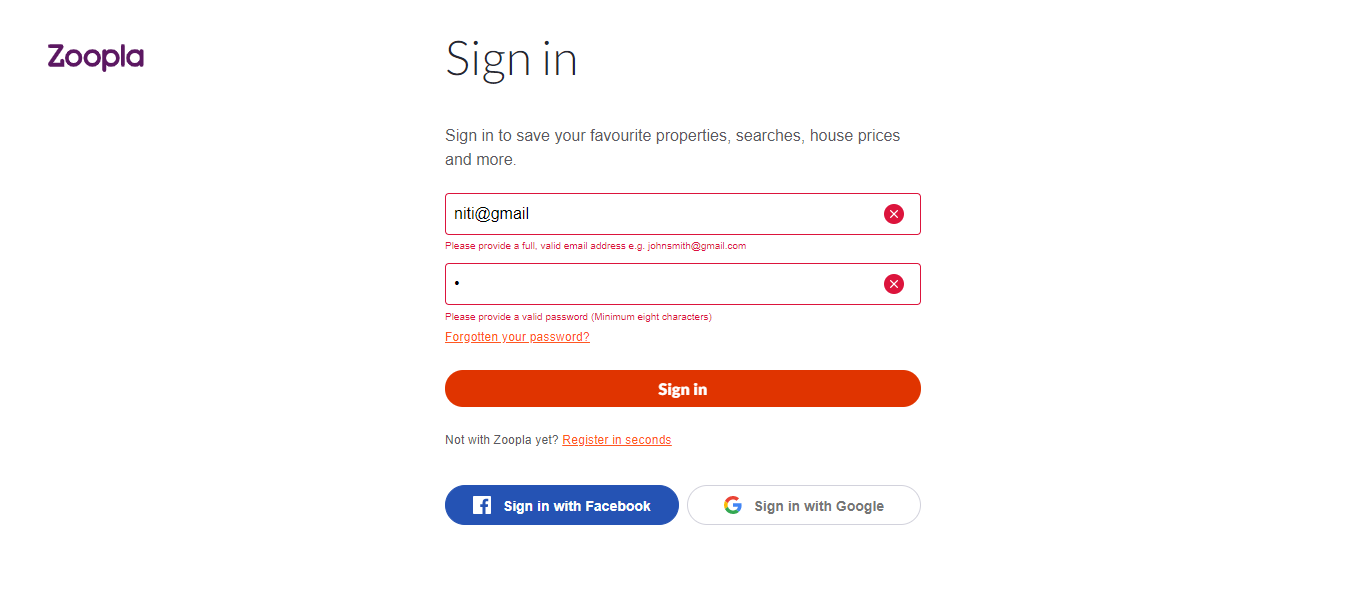 Zoopla
Sign in
Sign in to save your favourite properties, searches, house prices
and more.
niti@gmail
Please provide a full, valid email address e.g. johnsmith@gmail.com
•
Please provide a valid password (Minimum eight characters)
Forgotten your password?
Sign in
Not with Zoopla yet? Register in seconds
Sign in with Facebook
Sign in with Google